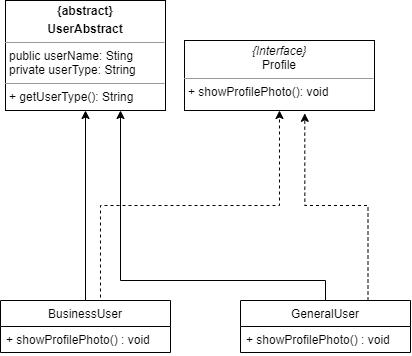 {abstract}
UserAbstract
public userName: Sting
private userType: String
+ getUserType(): String
{Interface}
Profile
+ showProfilePhoto(): void
BusinessUser
+ showProfilePhoto() : void
GeneralUser
+ showProfilePhoto() : void